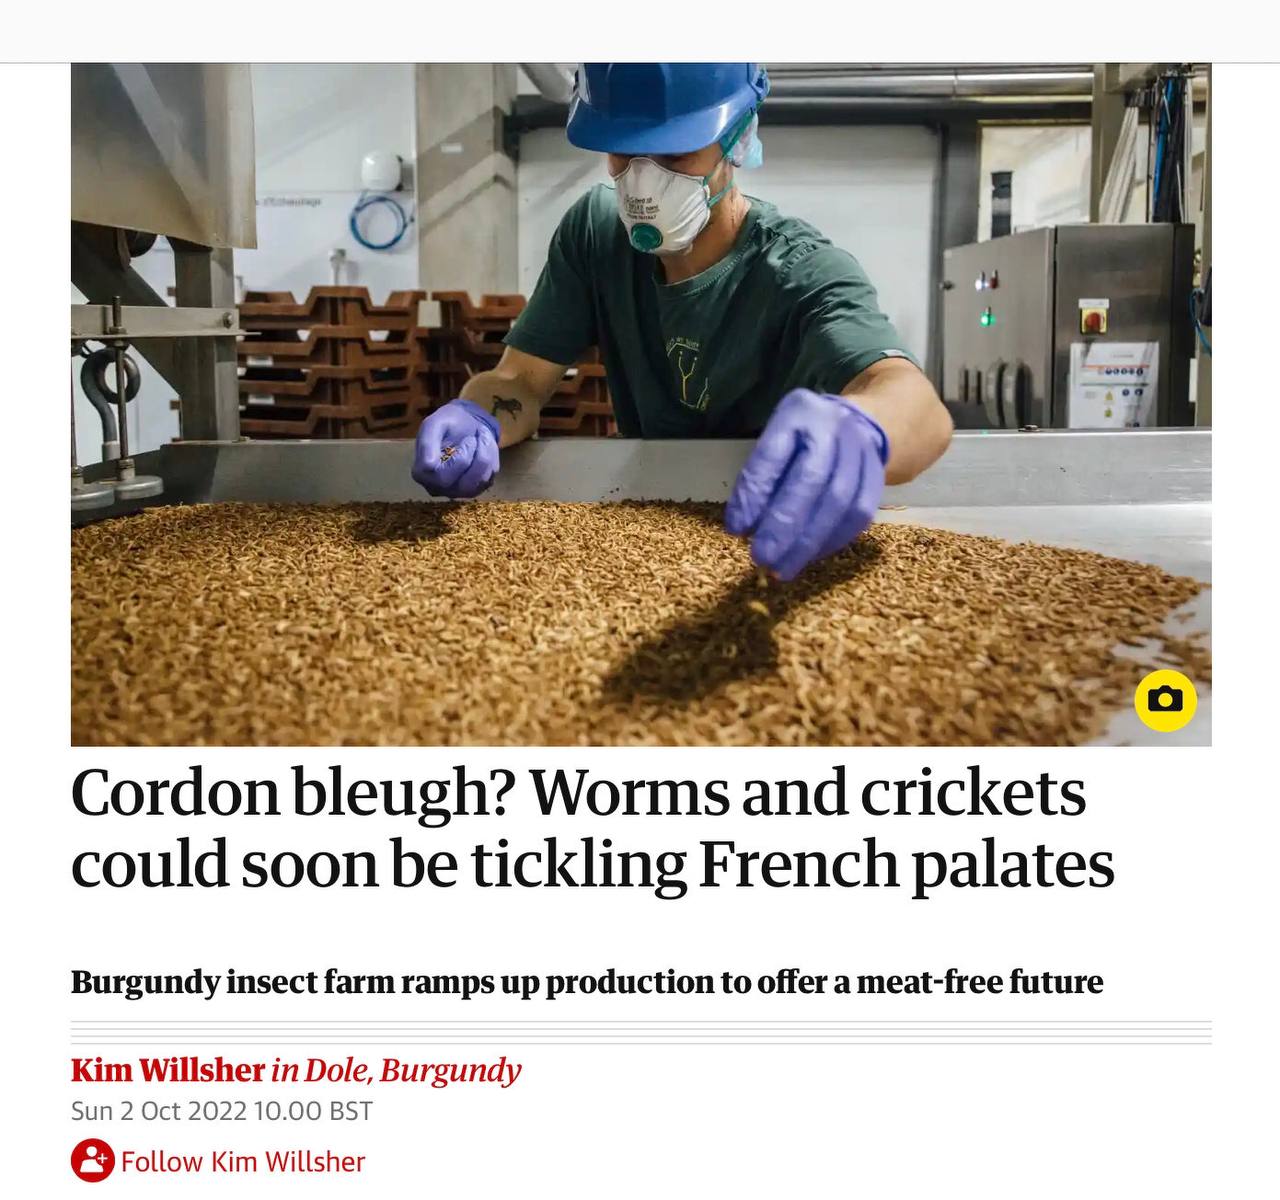 Cordon bleugh? Worms and crickets
could soon be tickling French palates
Burgundy insect farm ramps up production to offer a meat-free future
Kim Willsher in Dole, Burgundy
Sun 2 Oct 2022 10.00 BST
Follow Kim Willsher